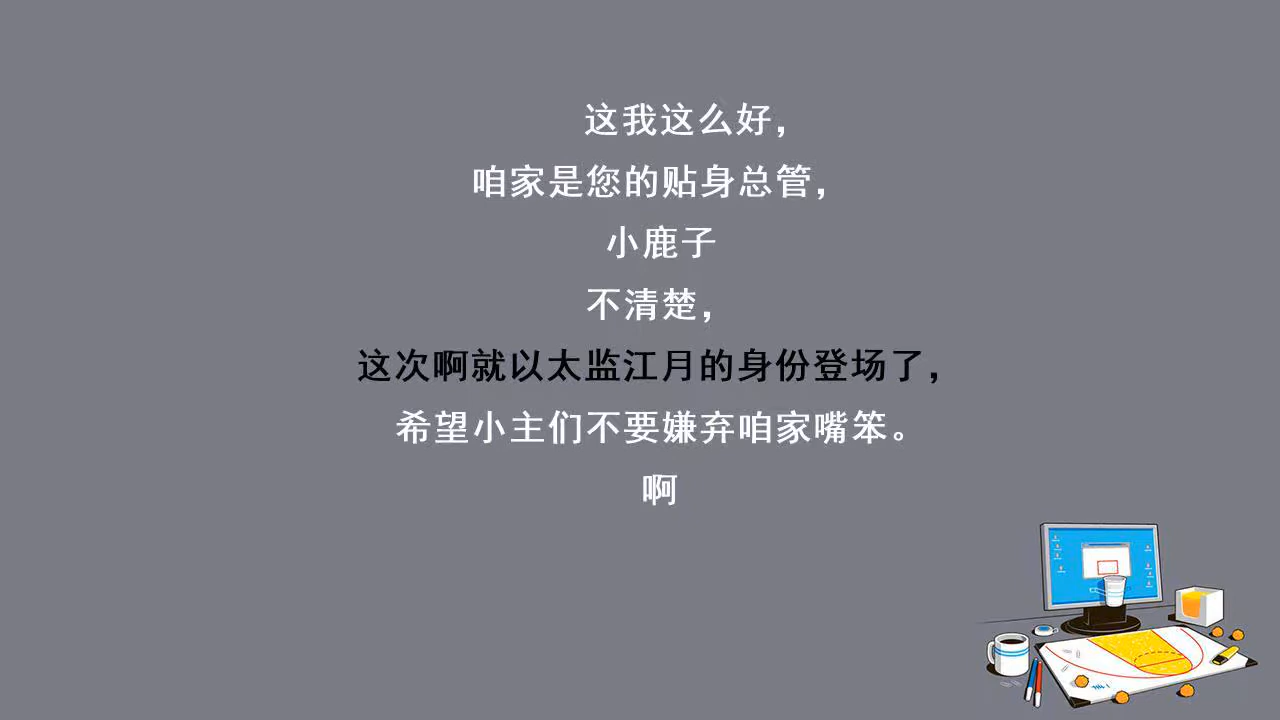 这我这么好，
咱家是您的贴身总管，
小鹿子
不清楚，
这次啊就以太监江月的身份登场了，
希望小主们不要嫌弃咱家嘴笨。
啊